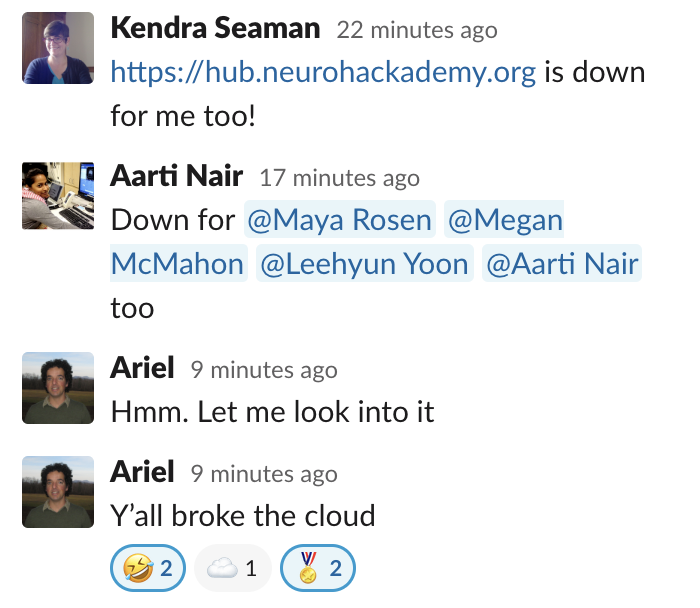 Kendra Seaman 22 minutes ago
https://hub.neurohackademy.org is down
for me too!
Aarti Nair 17 minutes ago
Down for @Maya Rosen @Megan
McMahon @Leehyun Yoon @Aarti Nair
too
Ariel 9 minutes ago
Hmm. Let me look into it
Ariel 9 minutes ago
Y’all broke the cloud
2 1 2